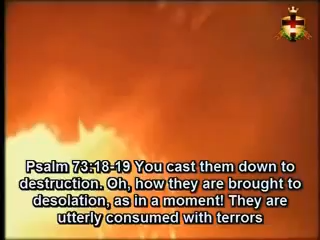 Psalm 73:18-19 You cast them down to
destruction. Oh, how they are brought to
desolation, as in a moment! They are
utterly consumed with terrors